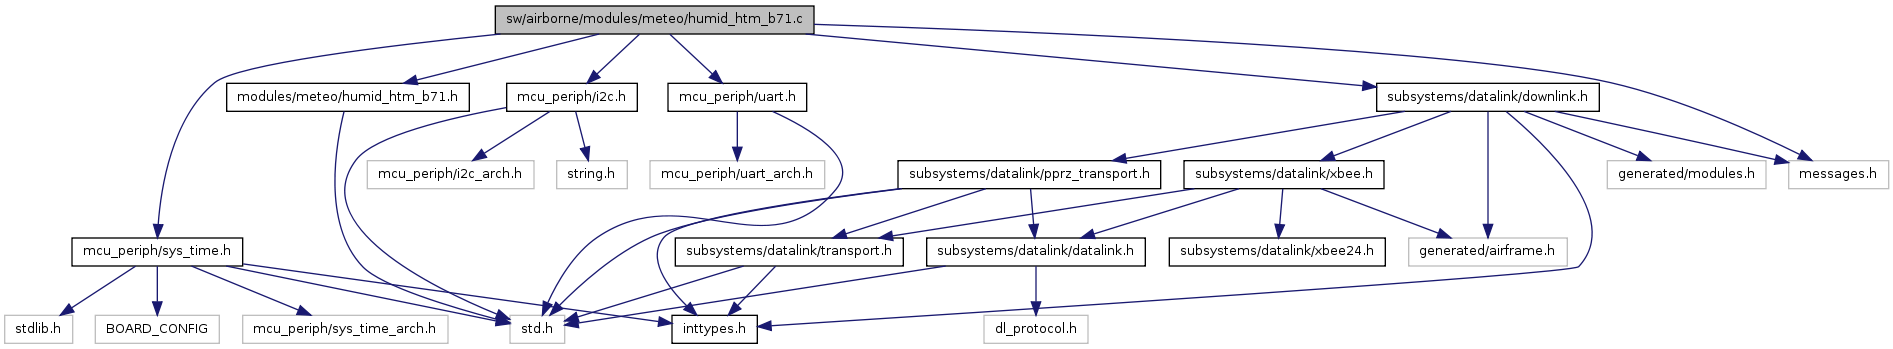 sw/airborne/modules/meteo/humid_htm_b71.c
modules/meteo/humid_htm_b71.h
mcu_periph/i2c.h
mcu_periph/uart.h
subsystems/datalink/downlink.h
mcu_periph/i2c_arch.h
string.h
mcu_periph/uart_arch.h
subsystems/datalink/pprz_transport.h
subsystems/datalink/xbee.h
generated/modules.h
messages.h
mcu_periph/sys_time.h
subsystems/datalink/transport.h
subsystems/datalink/datalink.h
subsystems/datalink/xbee24.h
generated/airframe.h
stdlib.h
BOARD_CONFIG
mcu_periph/sys_time_arch.h
std.h
inttypes.h
dl_protocol.h